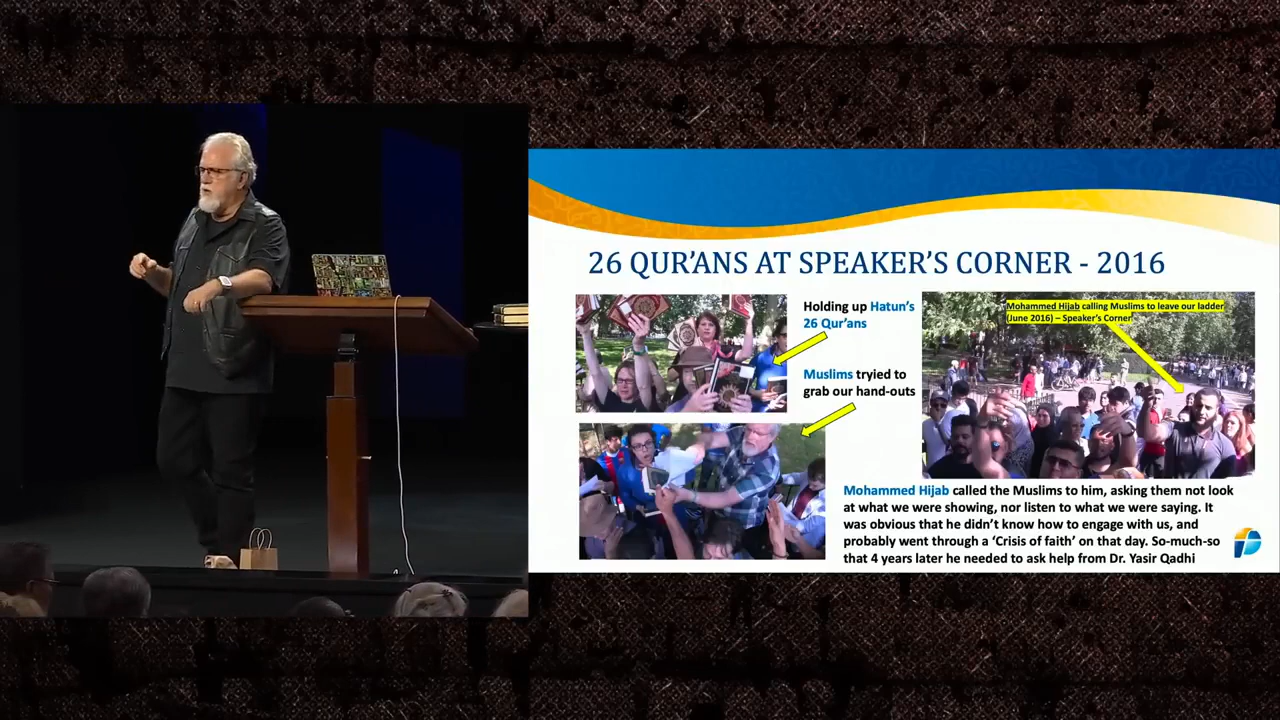 26 QUR'ANS AT SPEAKER'S CORNER - 2016
Holding up Hatun's
26 Qur'ans
Muslims tryied to
grab our hand-outs
Mohammed Hijab calling Muslims to leave our ladder
(June 2016) – Speaker's Corner
Mohammed Hijab called the Muslims to him, asking them not look
at what we were showing, nor listen to what we were saying. It
was obvious that he didn't know how to engage with us, and
probably went through a 'Crisis of faith' on that day. So-much-so
that 4 years later he needed to ask help from Dr. Yasir Qadhi